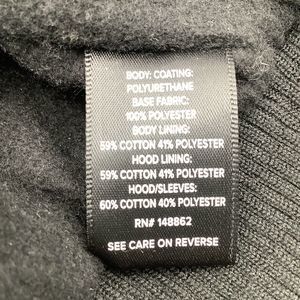 BODY: COATING:
POLYURETHANE
BASE FABRIC:
100% POLYESTER
BODY LINING:
59% COTTON 41% POLYESTER
HOOD LINING:
59% COTTON 41% POLYESTER
HOOD/SLEEVES:
60% COTTON 40% POLYESTER
RN# 148862
SEE CARE ON REVERSE